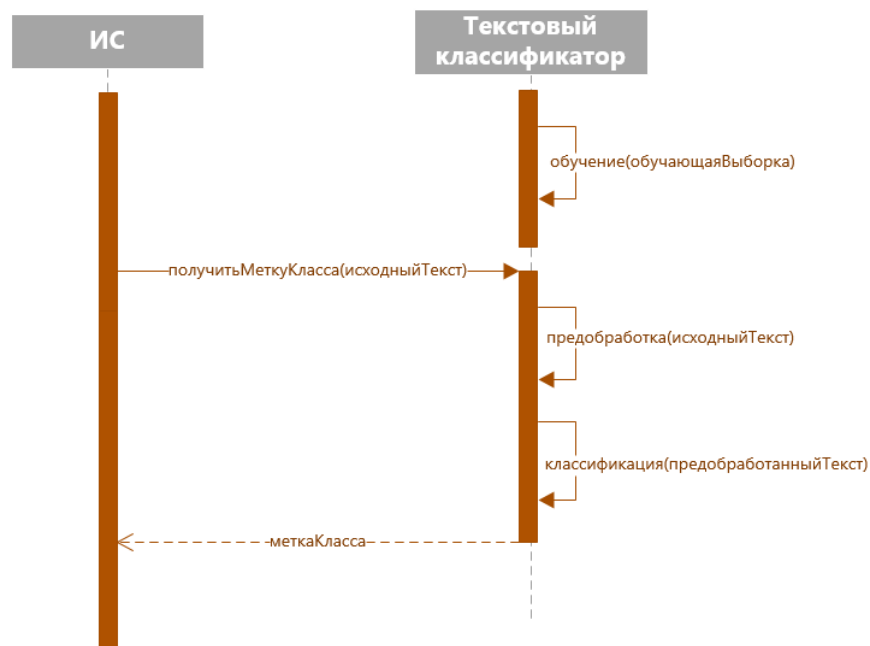 ИС
Текстовый
классификатор
обучение(обучающаяВыборка)
получитьМеткуКласса(исходныйТекст)
предобработка(исходныйТекст)
классификация(предобработанныйТекст)
меткаКласса